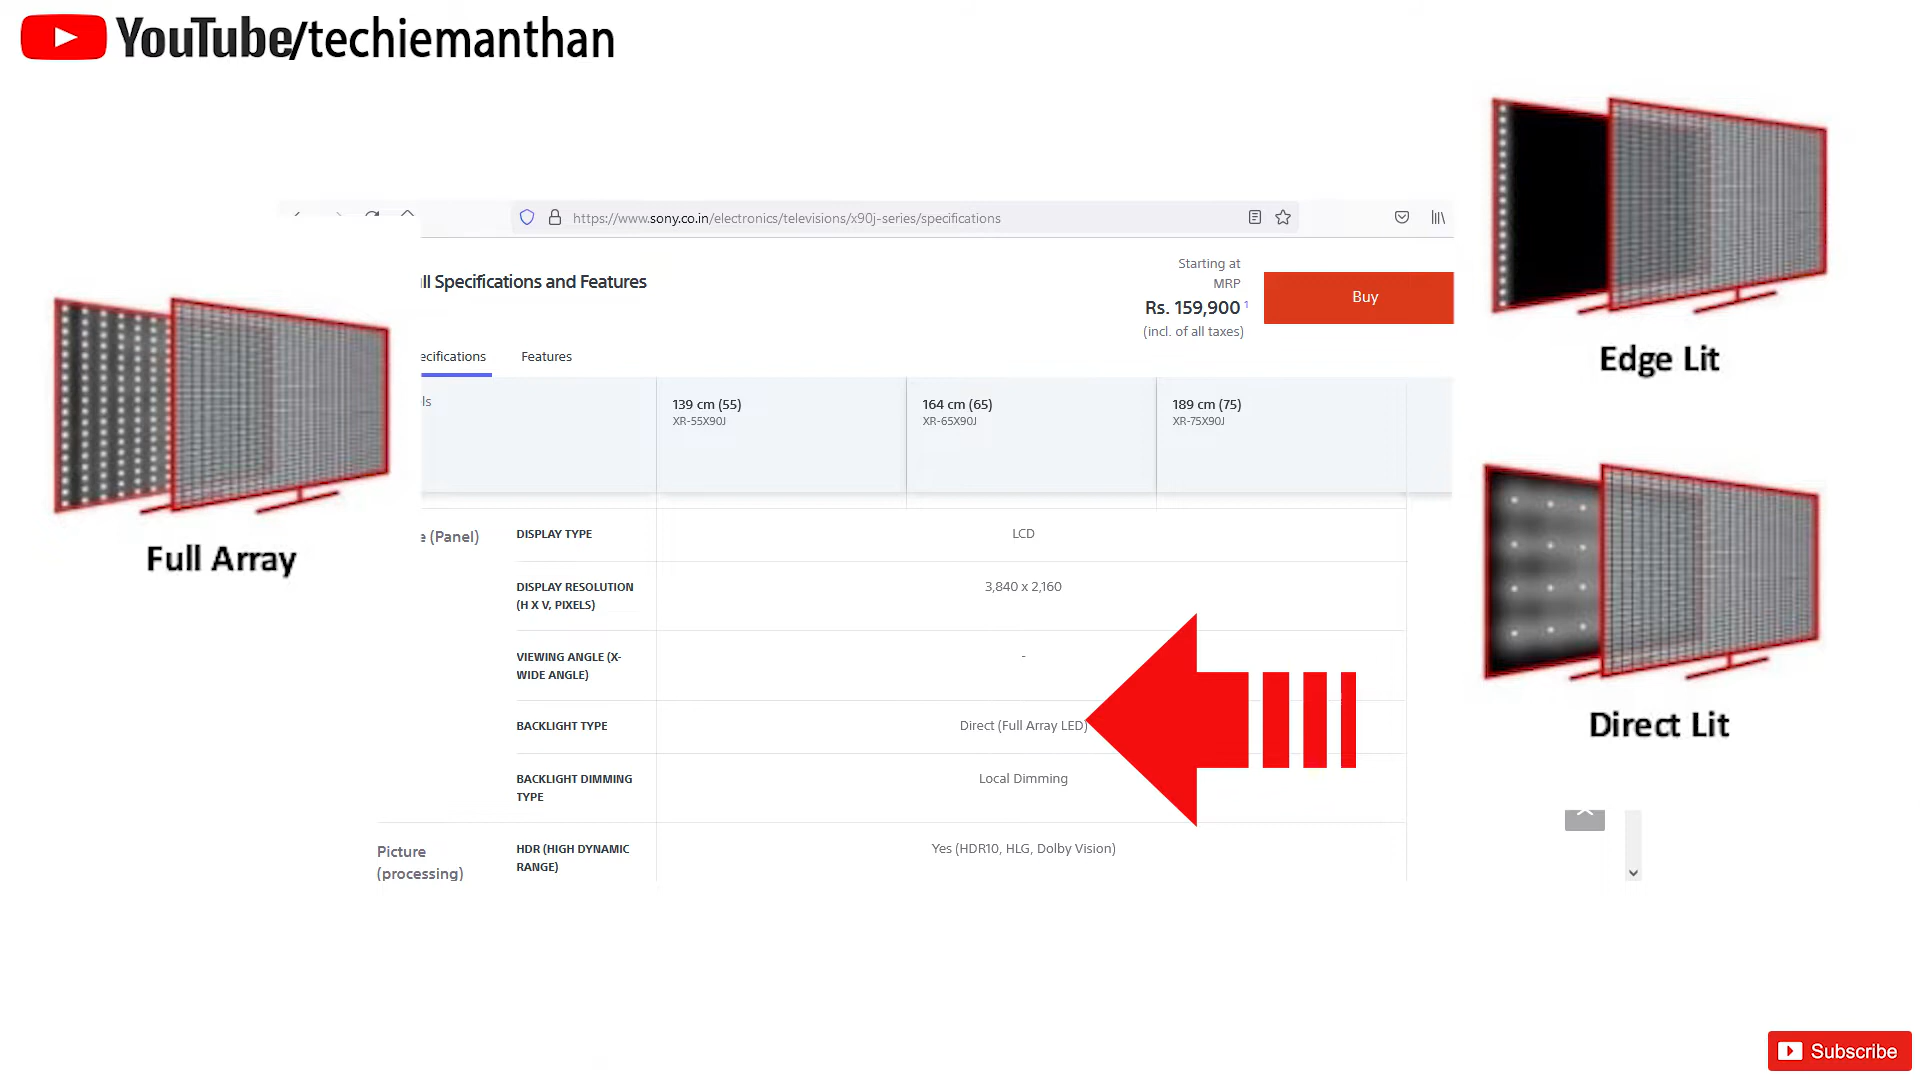 YouTube/techiemanthan
https://www.sony.co.in/electronics/televisions/x90j-series/specifications
ll Specifications and Features
Starting at
MRP
Rs. 159,900 1
(incl. of all taxes)
Buy
ecifications
Features
ls
139 cm (55)
XR-55X90J
164 cm (65)
XR-65X90J
189 cm (75)
XR-75X90J
e (Panel)
DISPLAY TYPE
LCD
DISPLAY RESOLUTION
(H X V, PIXELS)
3,840 x 2,160
VIEWING ANGLE (X-
WIDE ANGLE)
-
BACKLIGHT TYPE
Direct (Full Array LED)
BACKLIGHT DIMMING
TYPE
Local Dimming
Picture
(processing)
HDR (HIGH DYNAMIC
RANGE)
Yes (HDR10, HLG, Dolby Vision)
Full Array
Edge Lit
Direct Lit
Subscribe